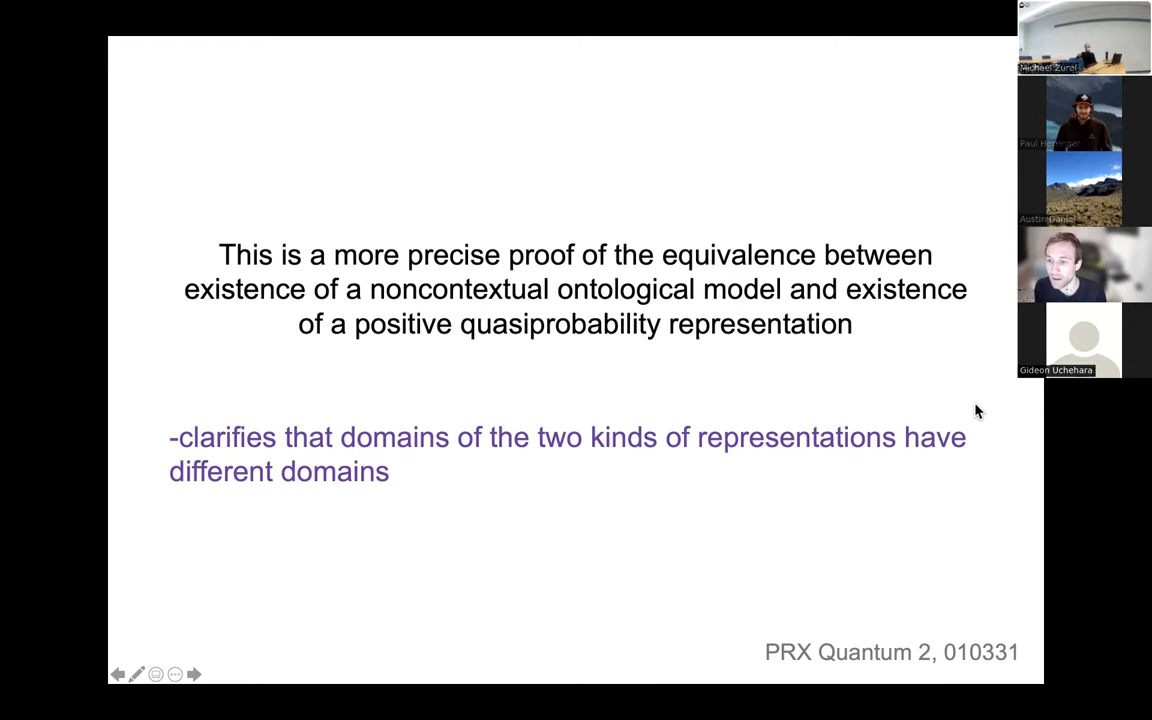 This is a more precise proof of the equivalence between
existence of a noncontextual ontological model and existence
of a positive quasiprobability representation
-clarifies that domains of the two kinds of representations have
different domains
PRX Quantum 2, 010331
Michael Zurel
Paul Herringer
Austin Daniel
Gideon Uchehara